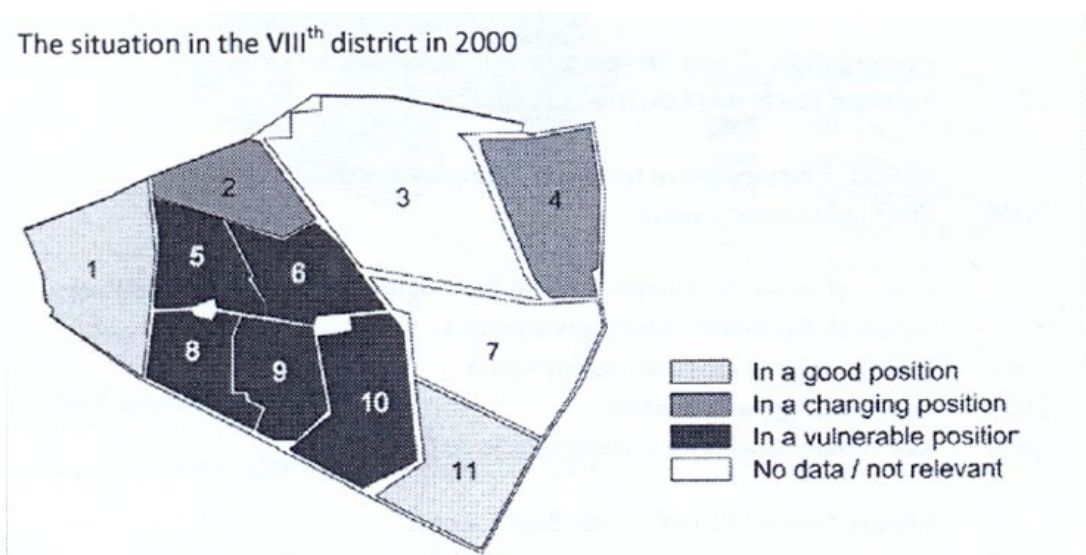 The situation in the VIIIth district in 2000
2
3
4
1
5
6
7
8
9
10
11
In a good position
In a changing position
In a vulnerable position
No data / not relevant